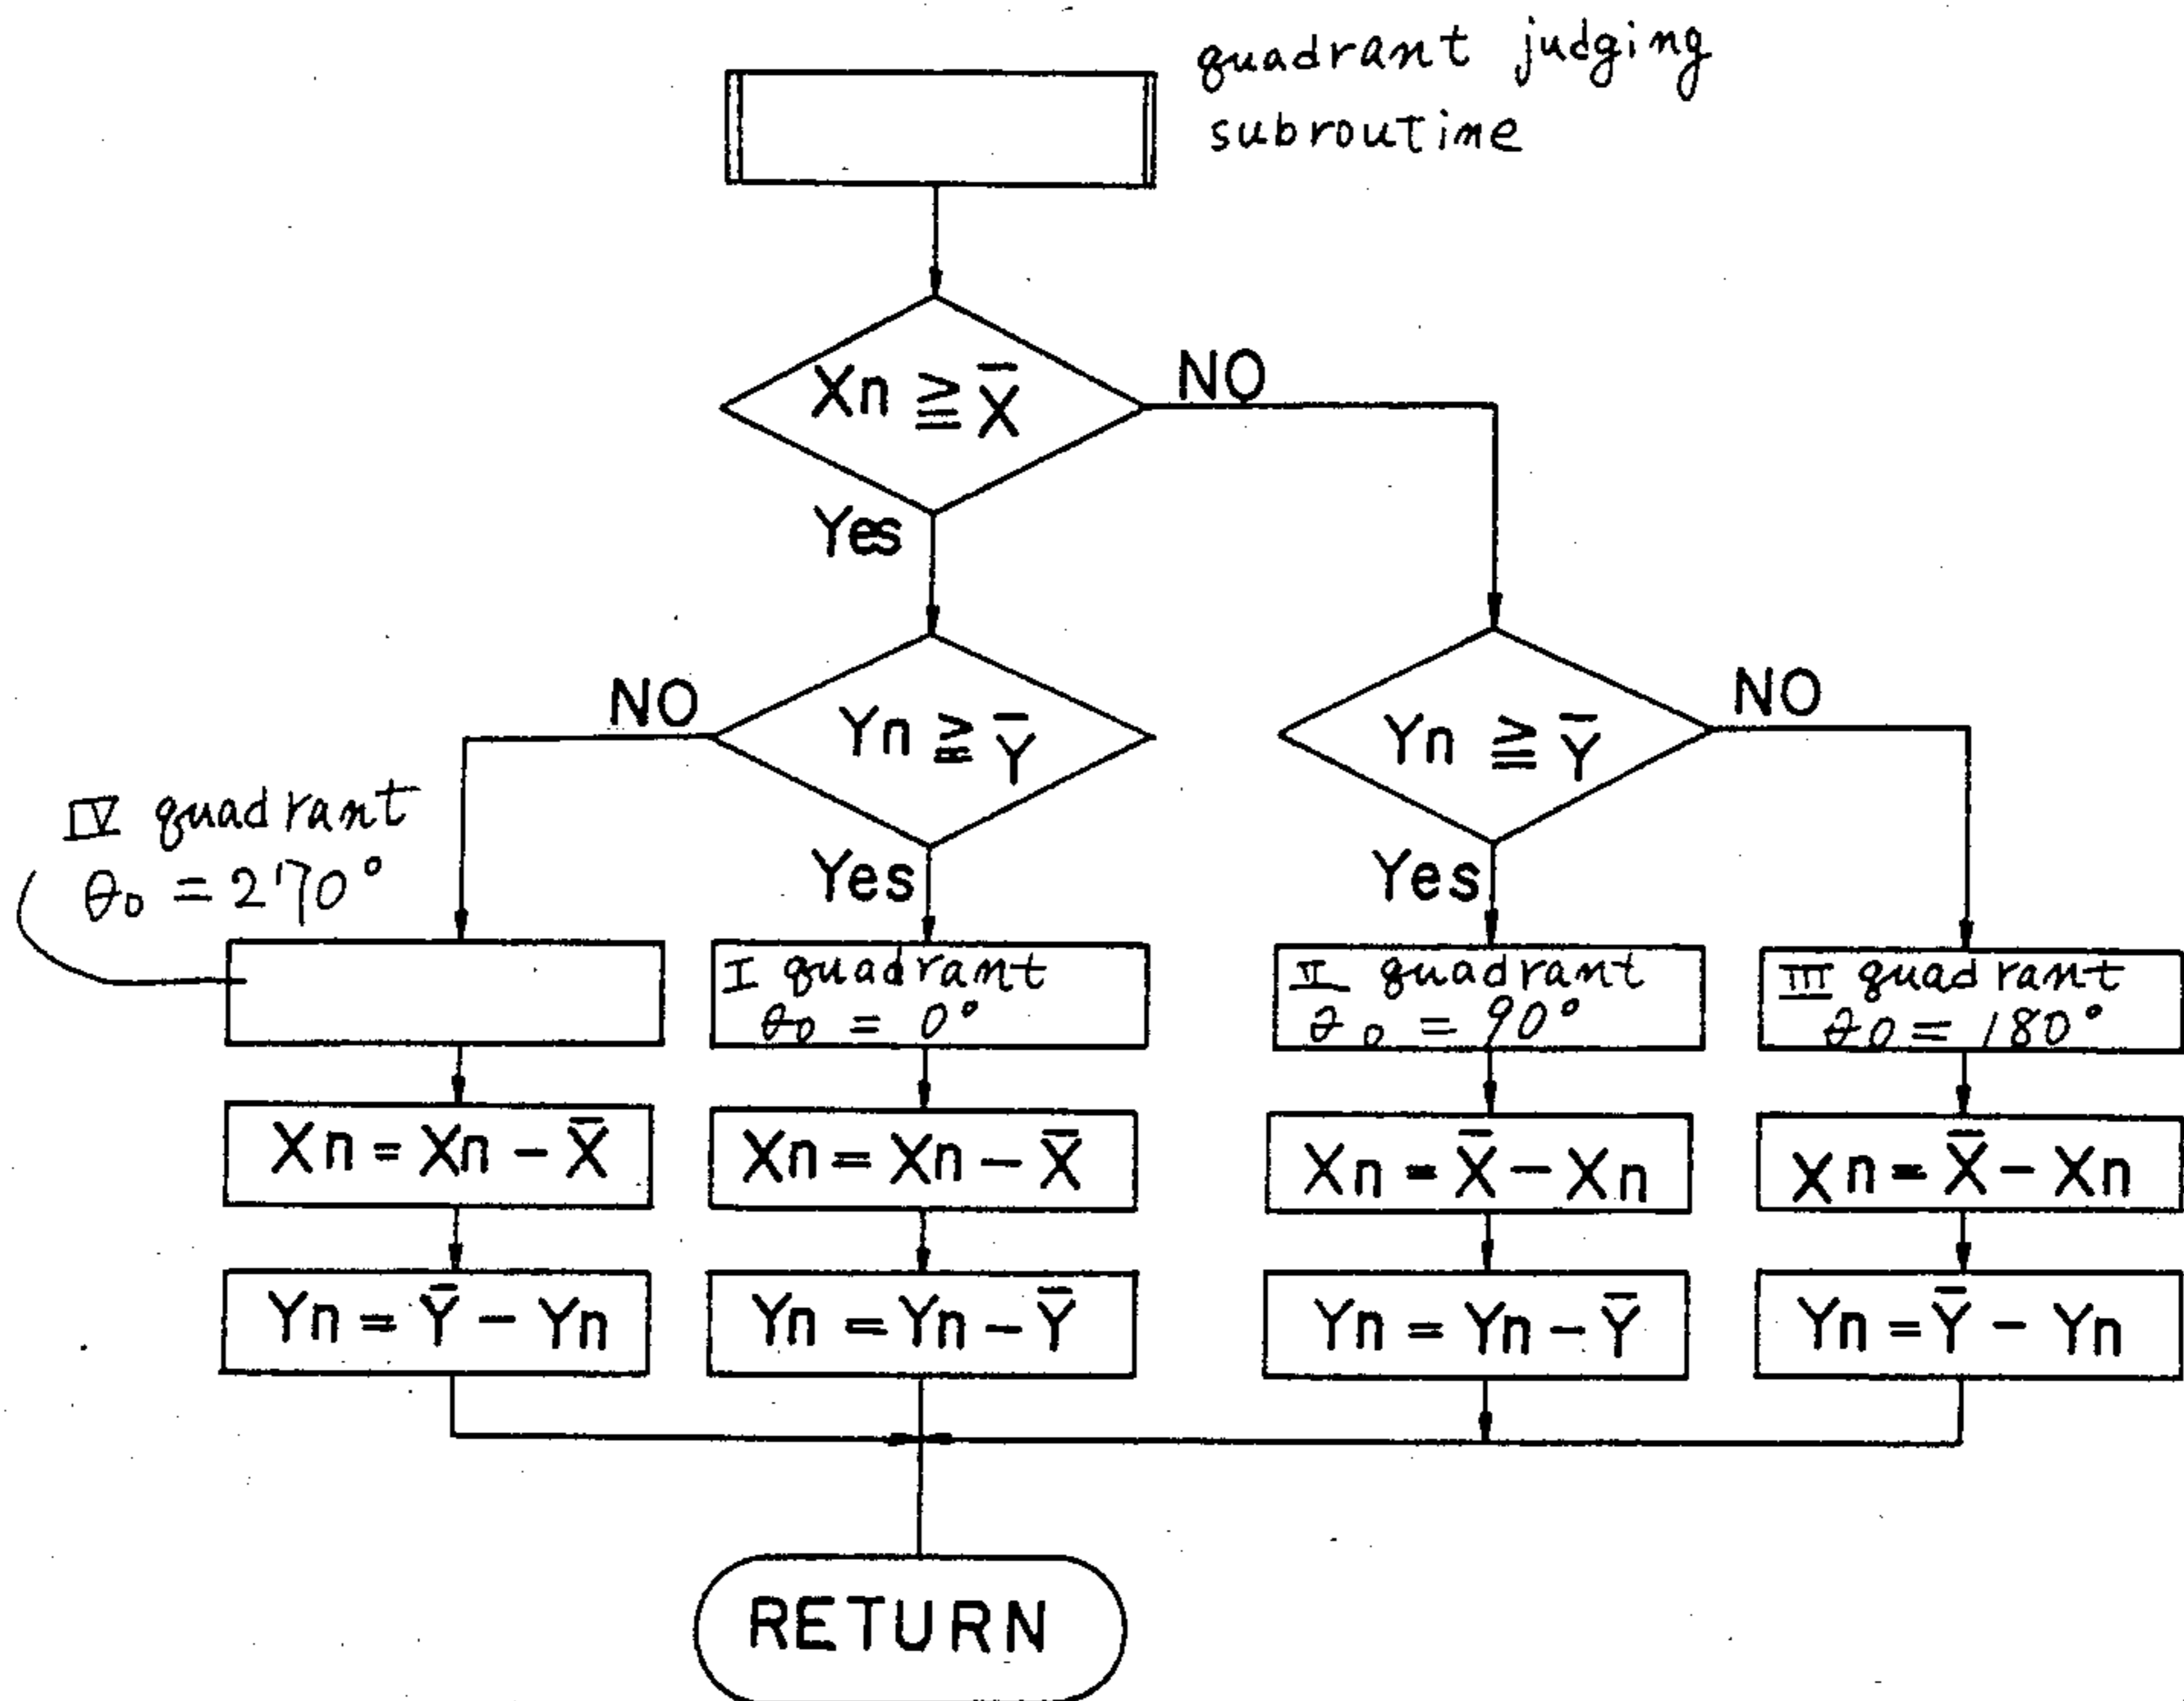 quadrant judging
subroutine
Xn ≧ X̄
NO
Yes
NO
Yn ≧ Ȳ
Yn ≧ Ȳ
NO
IV quadrant
θ0 = 270°
Yes
Yes
I quadrant
θ0 = 0°
II quadrant
θ0 = 90°
III quadrant
θ0 = 180°
Xn = Xn - X̄
Xn = Xn - X̄
Xn = X̄ - Xn
Xn = X̄ - Xn
Yn = Ȳ - Yn
Yn = Yn - Ȳ
Yn = Yn - Ȳ
Yn = Ȳ - Yn
RETURN